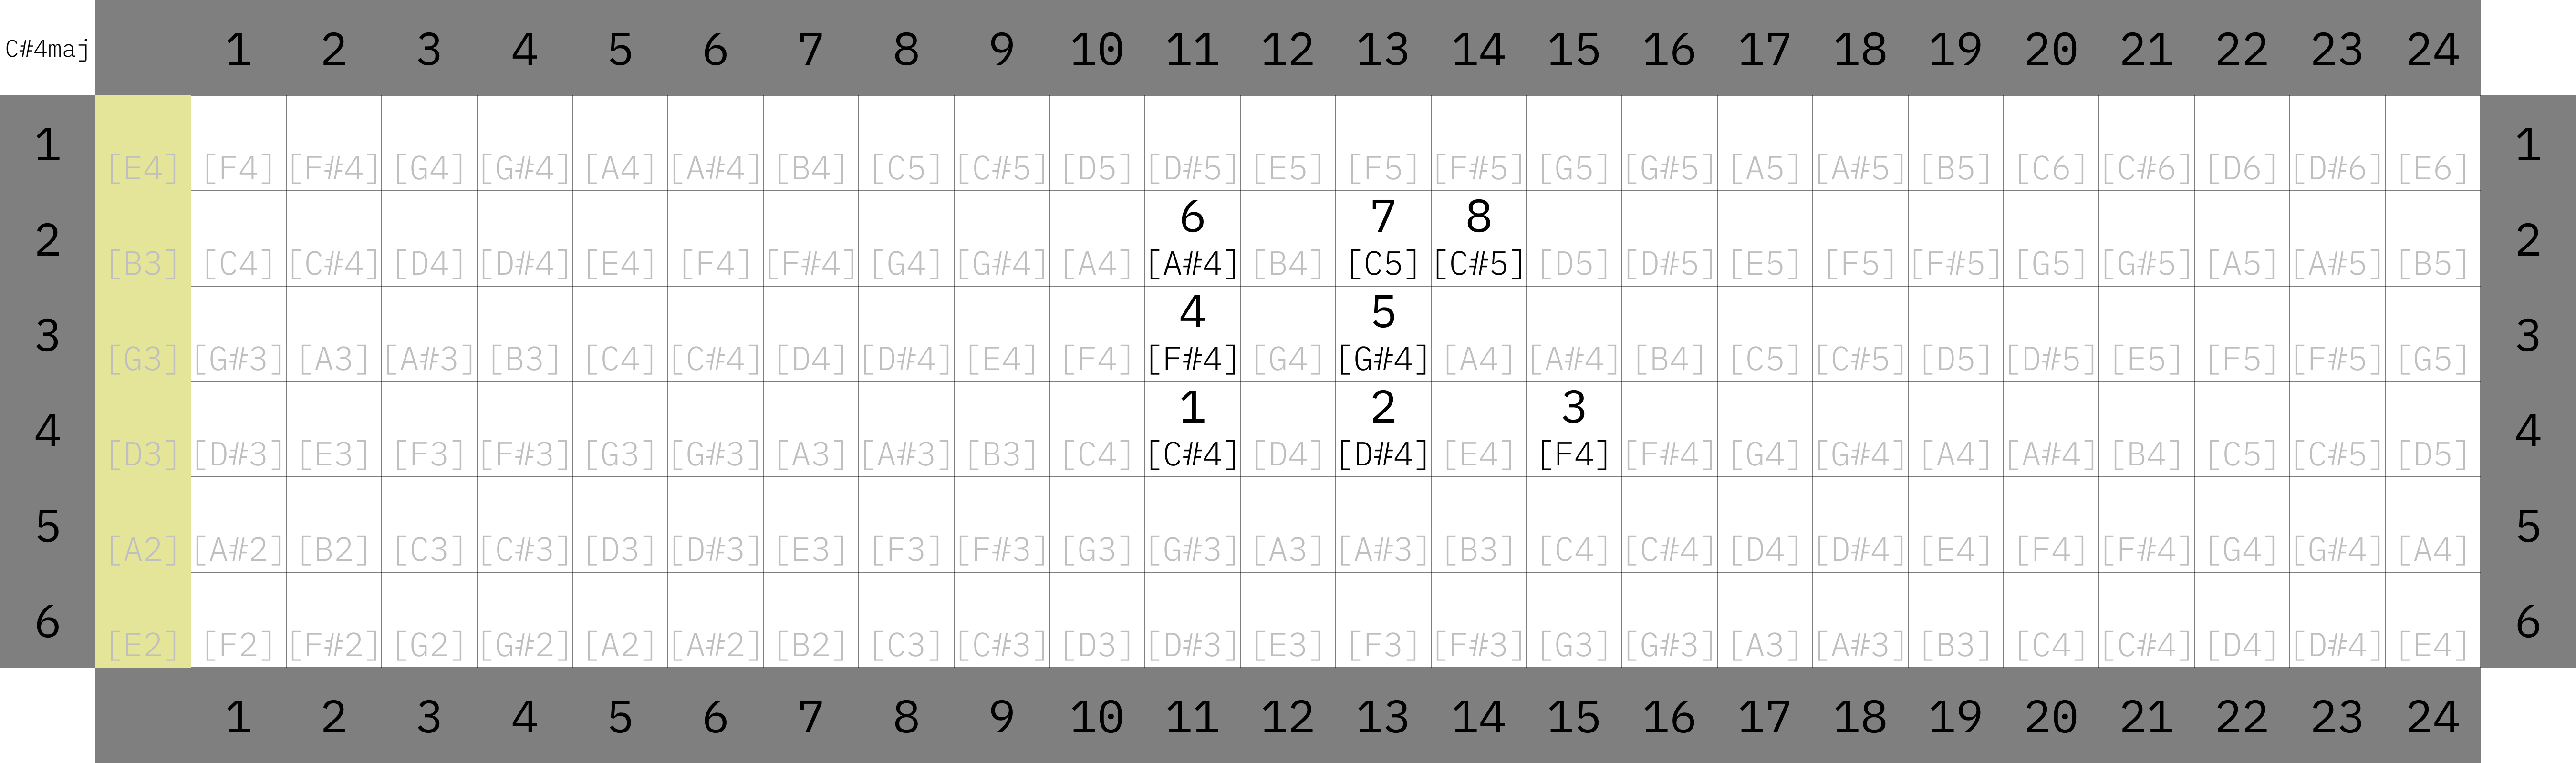 C#4maj 1 2 3 4 5 6 7 8 9 10 11 12 13 14 15 16 17 18 19 20 21 22 23 24
1 [E4] [F4] [F#4] [G4] [G#4] [A4] [A#4] [B4] [C5] [C#5] [D5] [D#5] [E5] [F5] [F#5] [G5] [G#5] [A5] [A#5] [B5] [C6] [C#6] [D6] [D#6] [E6] 1
6 7 8
2 [B3] [C4] [C#4] [D4] [D#4] [E4] [F4] [F#4] [G4] [G#4] [A4] [A#4] [B4] [C5] [C#5] [D5] [D#5] [E5] [F5] [F#5] [G5] [G#5] [A5] [A#5] [B5] 2
4 5
3 [G3] [G#3] [A3] [A#3] [B3] [C4] [C#4] [D4] [D#4] [E4] [F4] [F#4] [G4] [G#4] [A4] [A#4] [B4] [C5] [C#5] [D5] [D#5] [E5] [F5] [F#5] [G5] 3
1 2 3
4 [D3] [D#3] [E3] [F3] [F#3] [G3] [G#3] [A3] [A#3] [B3] [C4] [C#4] [D4] [D#4] [E4] [F4] [F#4] [G4] [G#4] [A4] [A#4] [B4] [C5] [C#5] [D5] 4
5 [A2] [A#2] [B2] [C3] [C#3] [D3] [D#3] [E3] [F3] [F#3] [G3] [G#3] [A3] [A#3] [B3] [C4] [C#4] [D4] [D#4] [E4] [F4] [F#4] [G4] [G#4] [A4] 5
6 [E2] [F2] [F#2] [G2] [G#2] [A2] [A#2] [B2] [C3] [C#3] [D3] [D#3] [E3] [F3] [F#3] [G3] [G#3] [A3] [A#3] [B3] [C4] [C#4] [D4] [D#4] [E4] 6
1 2 3 4 5 6 7 8 9 10 11 12 13 14 15 16 17 18 19 20 21 22 23 24